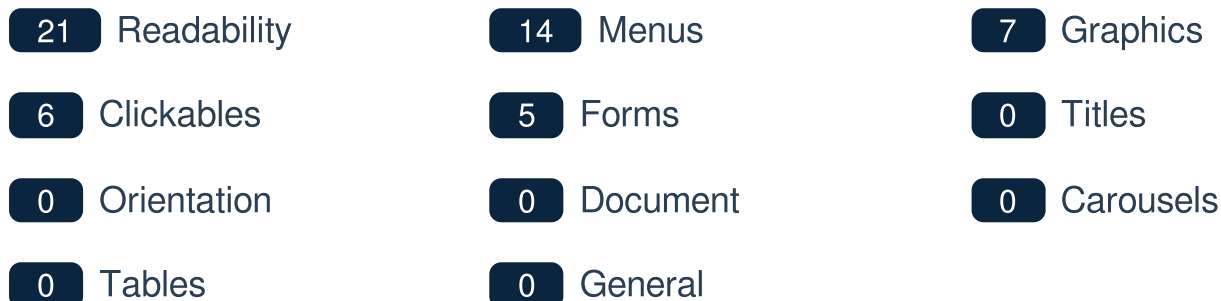 21 Readability 14 Menus 7 Graphics
6 Clickables 5 Forms 0 Titles
0 Orientation 0 Document 0 Carousels
0 Tables 0 General